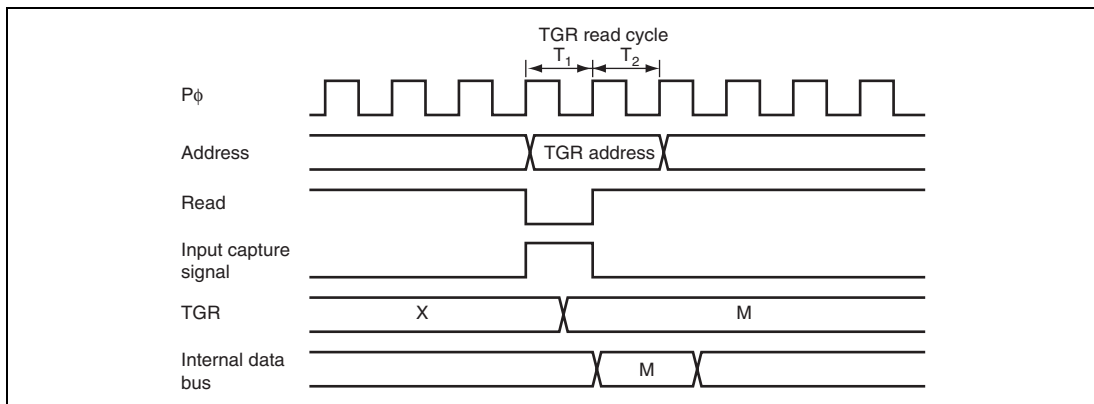 TGR read cycle
T1 T2
Pϕ
Address
TGR address
Read
Input capture
signal
TGR
X
M
Internal data
bus
M